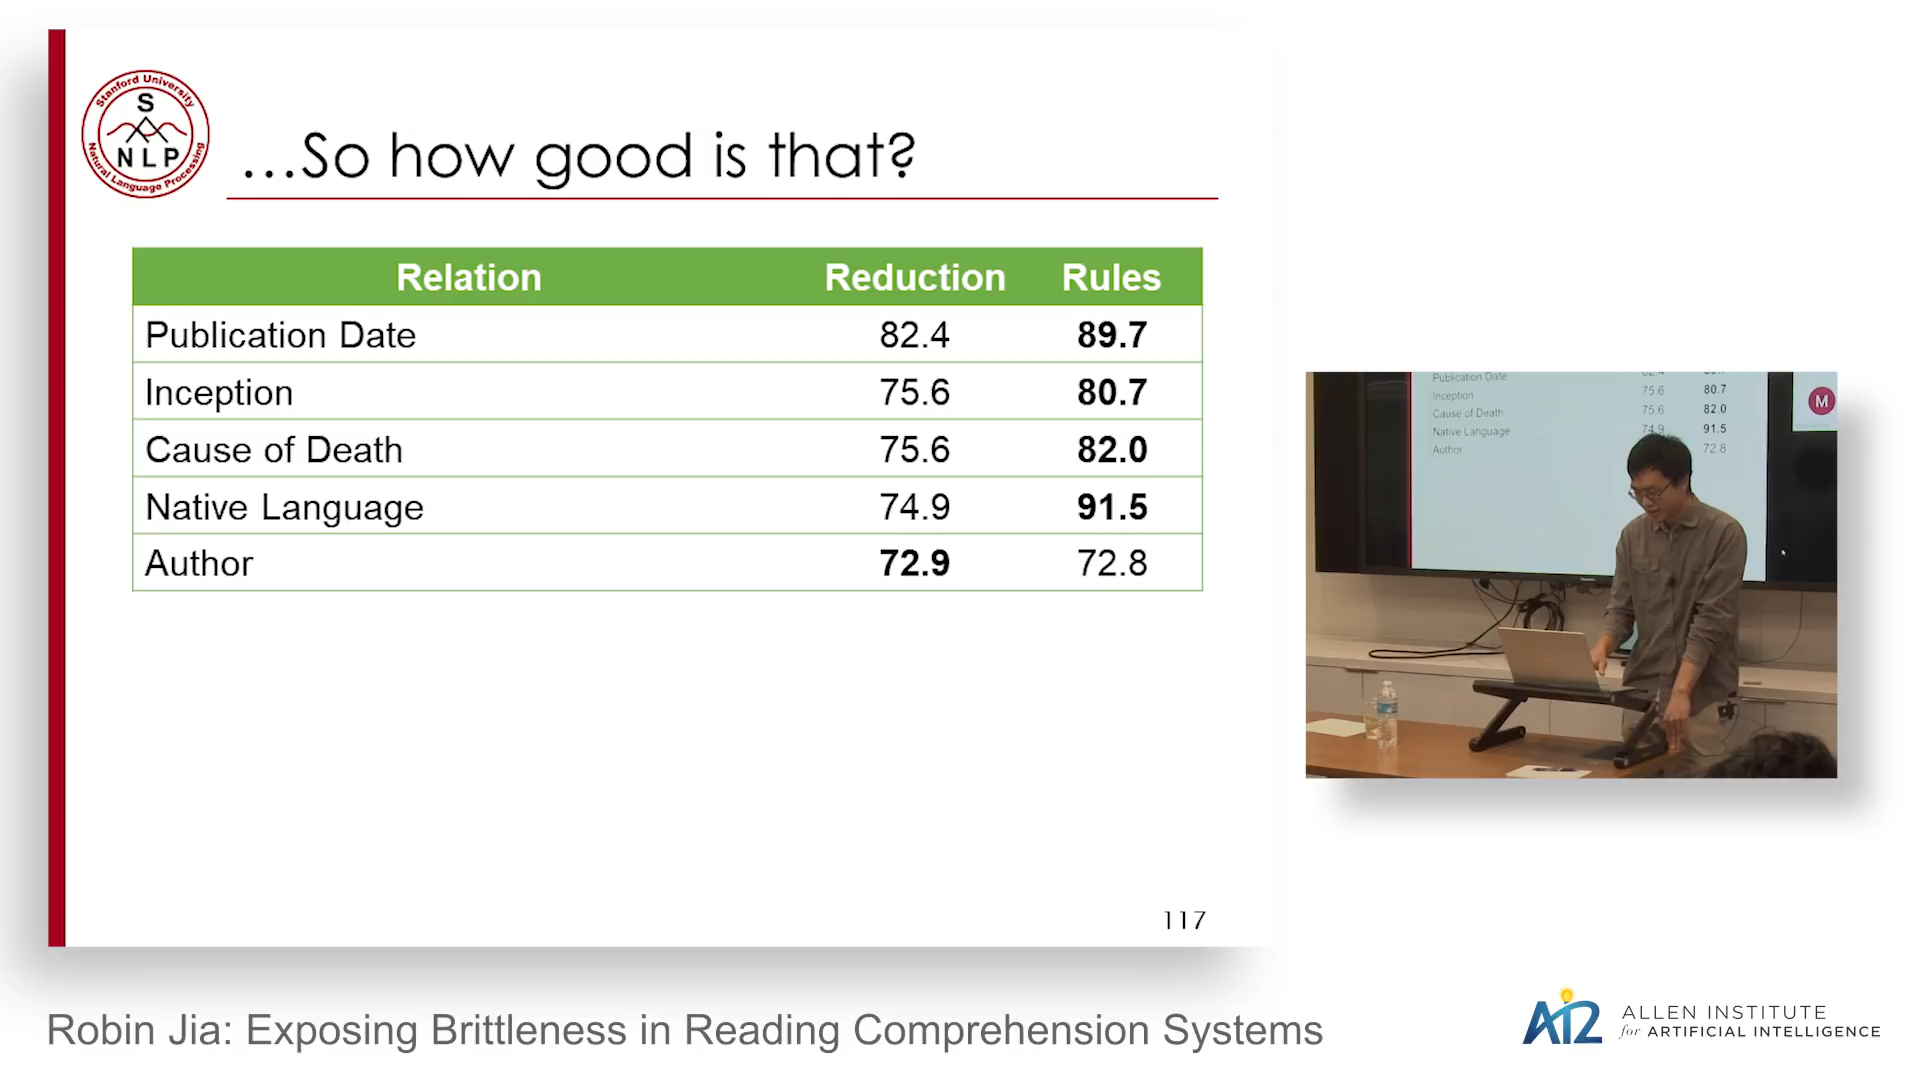 Stanford University
S
NLP
Natural Language Processing
...So how good is that?
Relation Reduction Rules
Publication Date 82.4 89.7
Inception 75.6 80.7
Cause of Death 75.6 82.0
Native Language 74.9 91.5
Author 72.9 72.8
117
Publication Date
Inception 75.6 80.7
Cause of Death 75.6 82.0
Native Language 74.9 91.5
Author 72.8
M
Robin Jia: Exposing Brittleness in Reading Comprehension Systems
AI2 ALLEN INSTITUTE
for ARTIFICIAL INTELLIGENCE